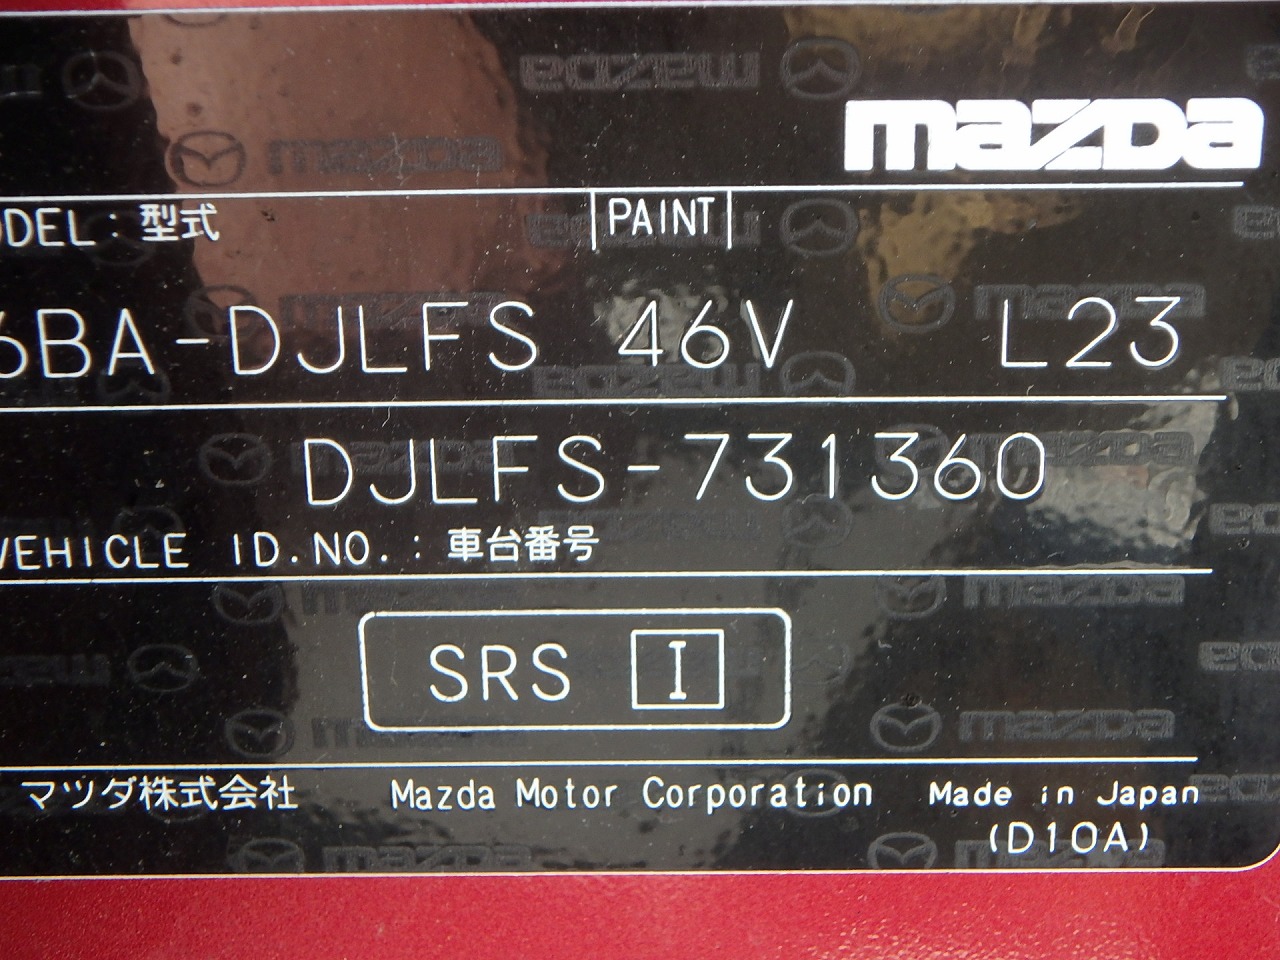 mazda
MODEL : 型式 PAINT
6BA-DJLFS 46V L23
DJLFS-731360
VEHICLE ID.NO. : 車台番号
SRS I
マツダ株式会社 Mazda Motor Corporation Made in Japan
(D10A)